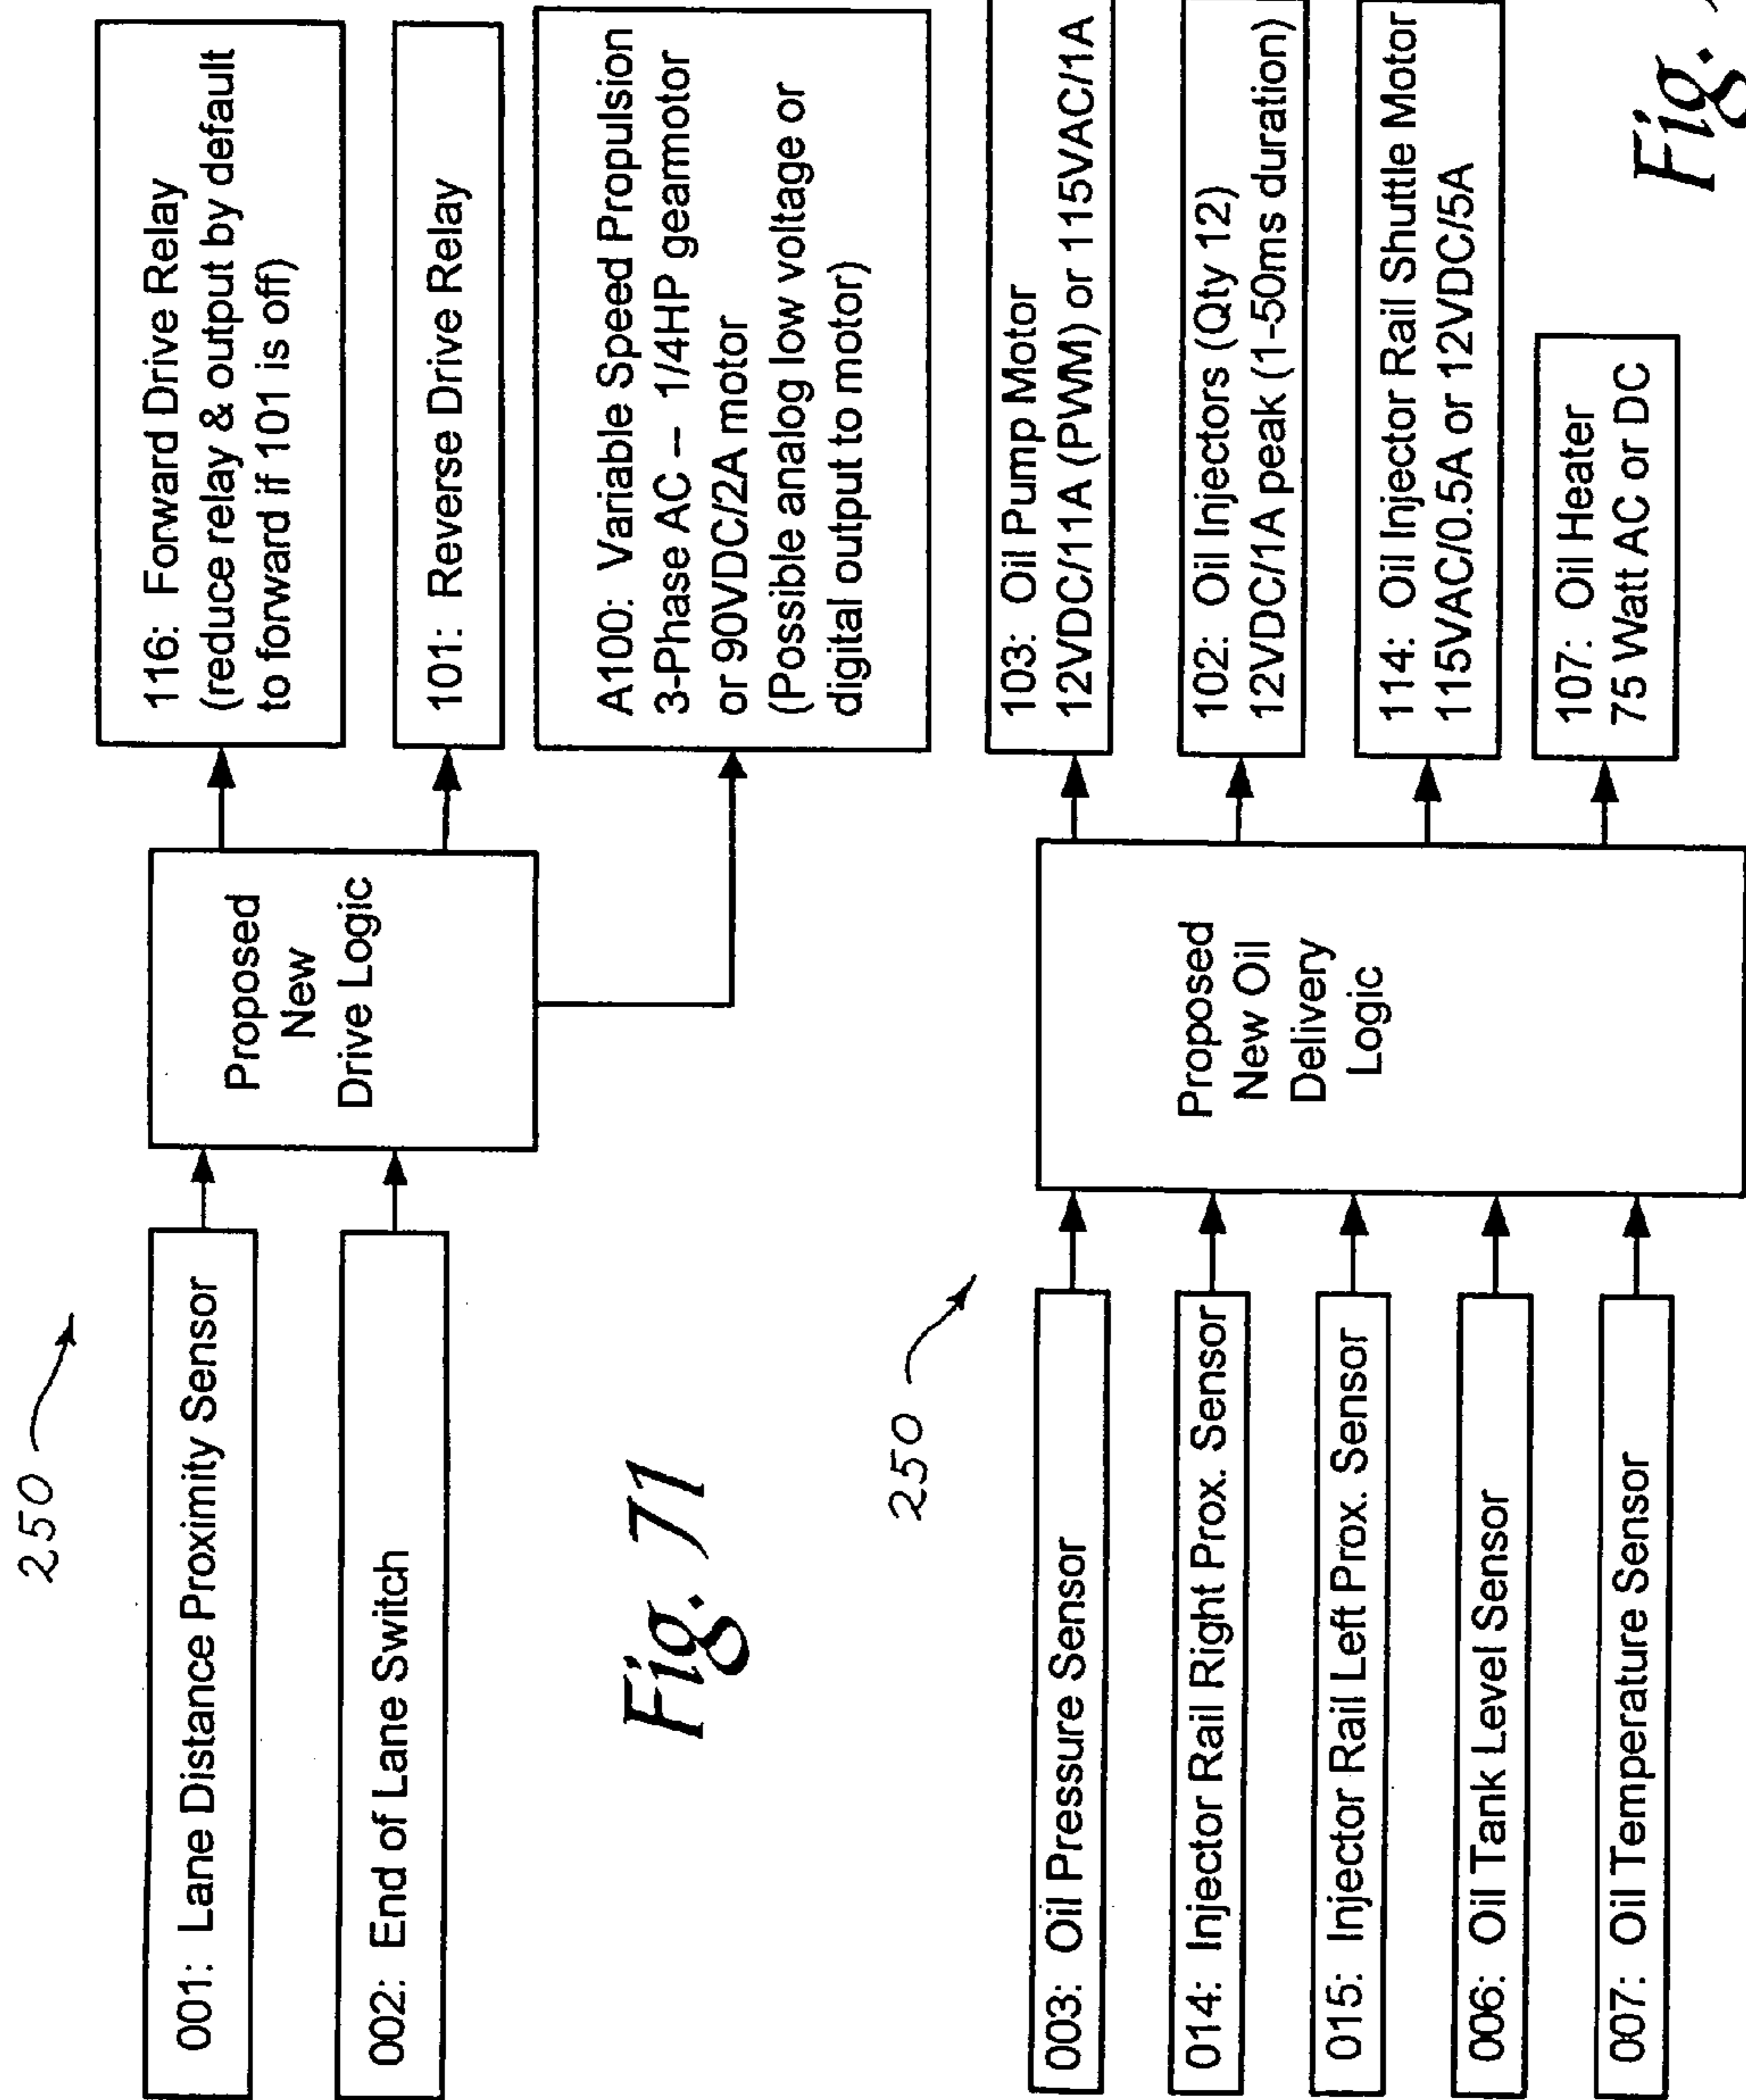 250
001: Lane Distance Proximity Sensor
002: End of Lane Switch
Proposed
New
Drive Logic
116: Forward Drive Relay
(reduce relay & output by default
to forward if 101 is off)
101: Reverse Drive Relay
A100: Variable Speed Propulsion
3-Phase AC -- 1/4HP geamotor
or 90VDC/2A motor
(Possible analog low voltage or
digital output to motor)
Fig. 71
250
003: Oil Pressure Sensor
014: Injector Rail Right Prox. Sensor
015: Injector Rail Left Prox. Sensor
006: Oil Tank Level Sensor
007: Oil Temperature Sensor
Proposed
New Oil
Delivery
Logic
103: Oil Pump Motor
12VDC/11A (PWM) or 115VAC/1A
102: Oil Injectors (Qty 12)
12VDC/1A peak (1-50ms duration)
114: Oil Injector Rail Shuttle Motor
115VAC/0.5A or 12VDC/5A
107: Oil Heater
75 Watt AC or DC
Fig.